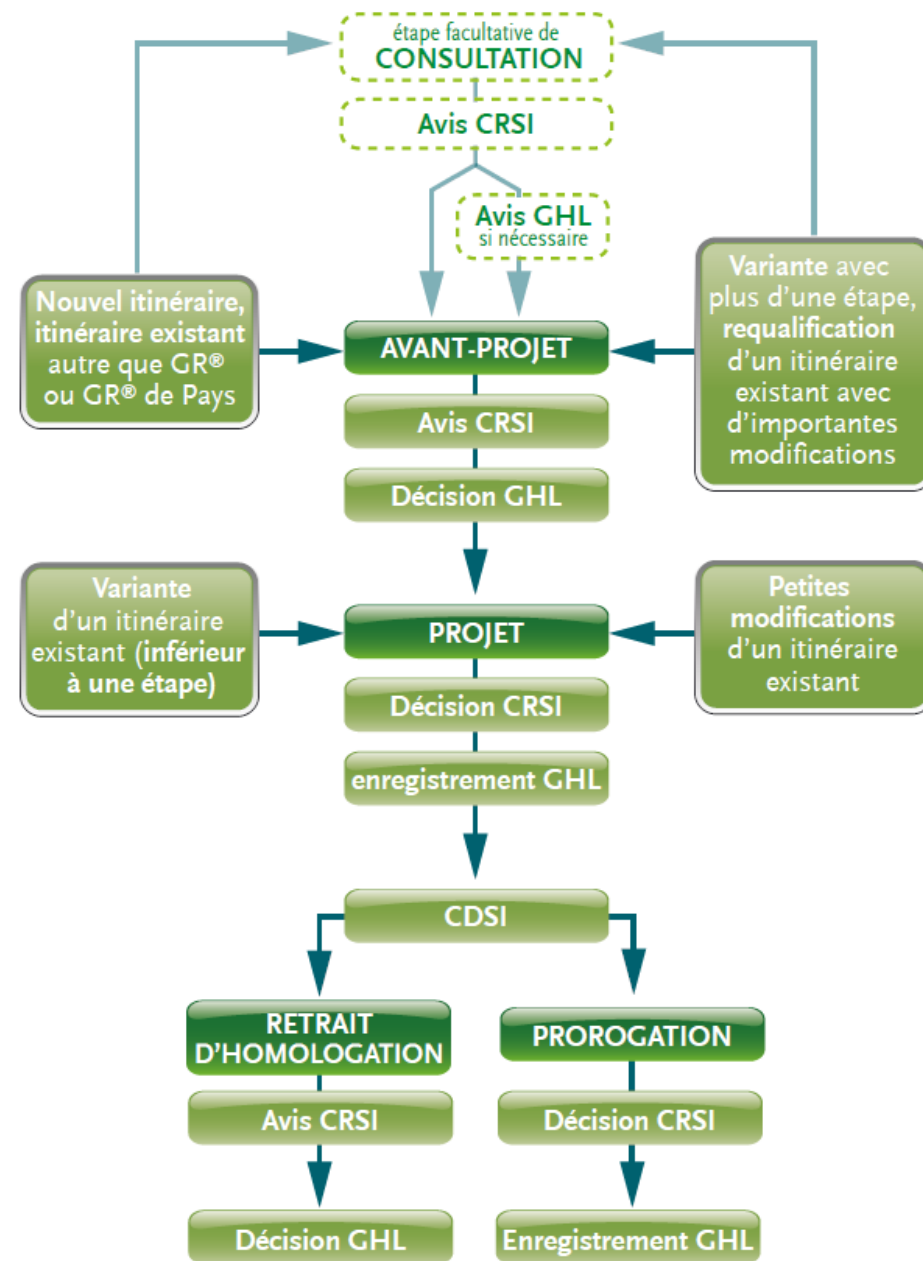 étape facultative de
CONSULTATION
Avis CRSI
Avis GHL
si nécessaire
Nouvel itinéraire,
itinéraire existant
autre que GR®
ou GR® de Pays
AVANT-PROJET
Variante avec
plus d'une étape,
requalification
d'un itinéraire
existant avec
d'importantes
modifications
Avis CRSI
Décision GHL
Variante
d'un itinéraire
existant (inférieur
à une étape)
PROJET
Petites
modifications
d'un itinéraire
existant
Décision CRSI
enregistrement GHL
CDSI
RETRAIT
D'HOMOLOGATION
Avis CRSI
Décision GHL
PROROGATION
Décision CRSI
Enregistrement GHL